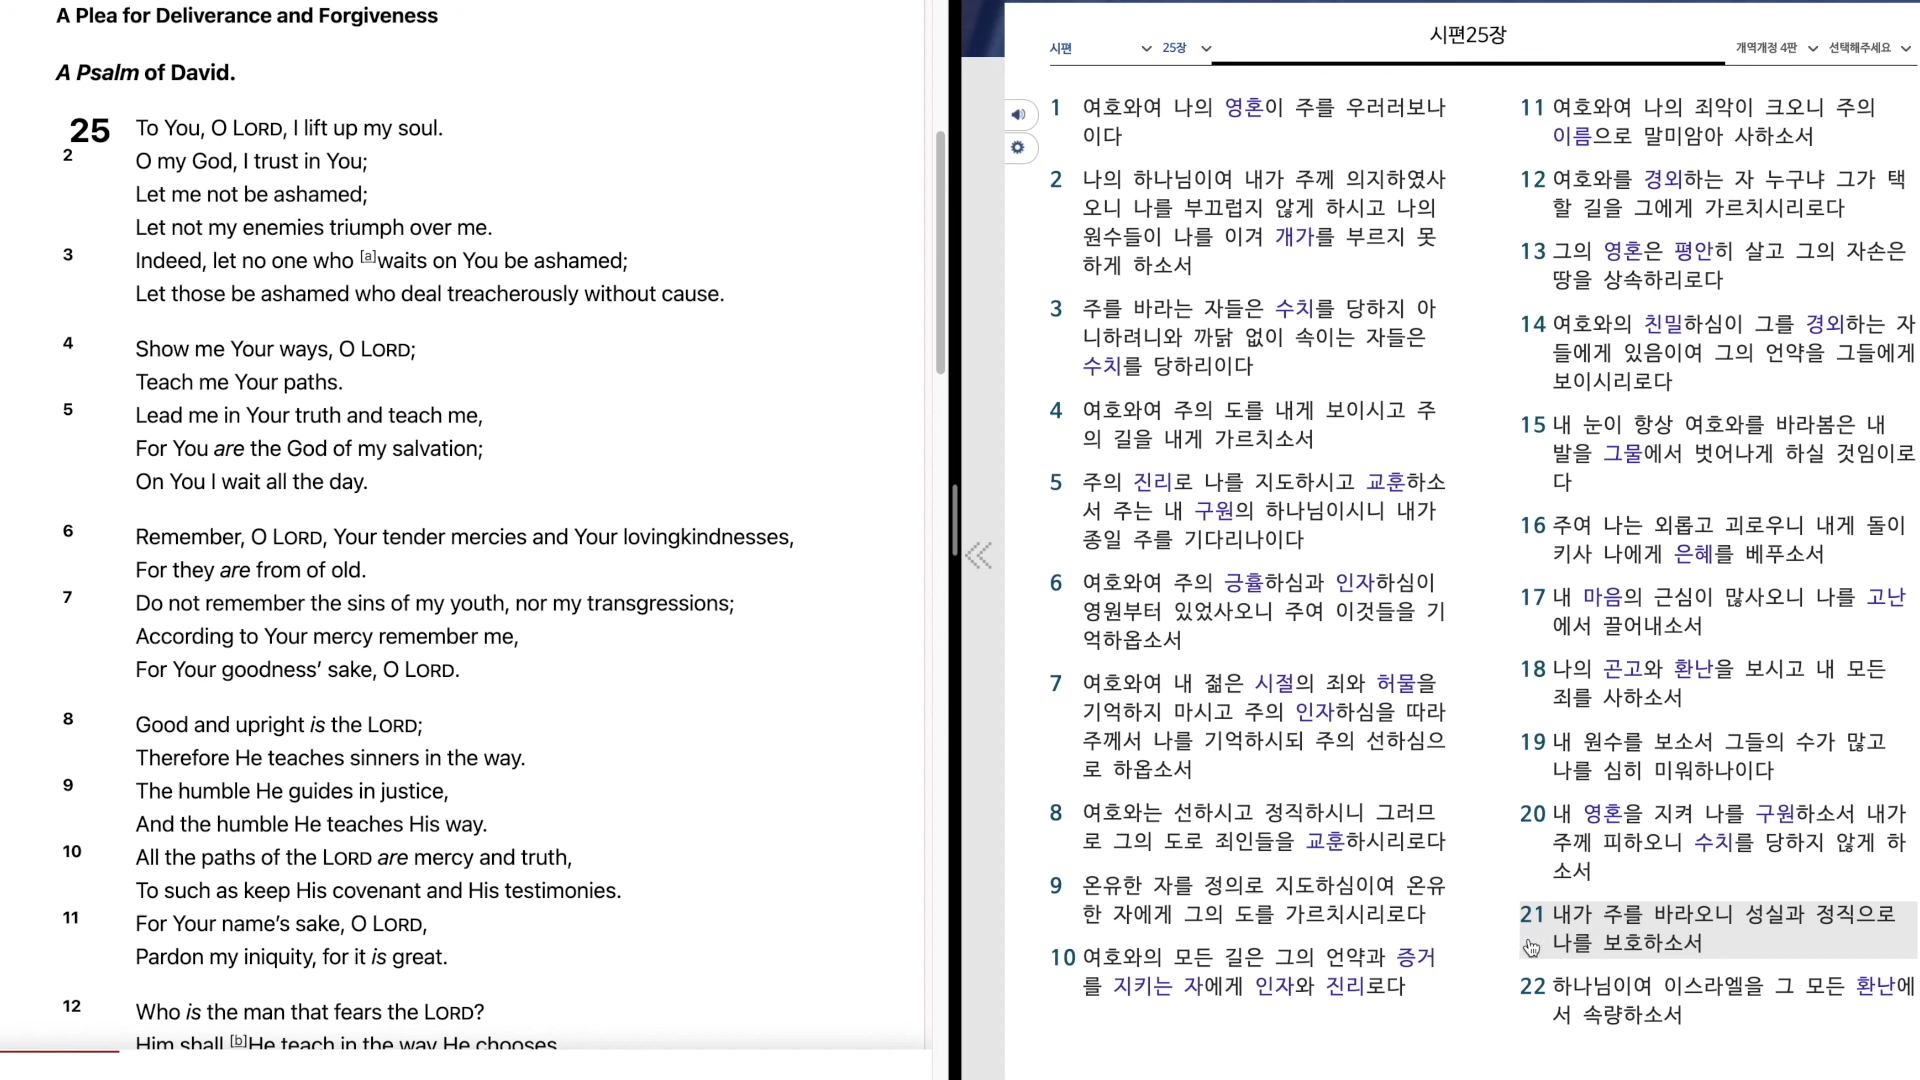 A Plea for Deliverance and Forgiveness
A Psalm of David.
25 To You, O LORD, I lift up my soul.
2 O my God, I trust in You;
Let me not be ashamed;
Let not my enemies triumph over me.
3 Indeed, let no one who [a]waits on You be ashamed;
Let those be ashamed who deal treacherously without cause.
4 Show me Your ways, O LORD;
Teach me Your paths.
5 Lead me in Your truth and teach me,
For You are the God of my salvation;
On You I wait all the day.
6 Remember, O LORD, Your tender mercies and Your lovingkindnesses,
For they are from of old.
7 Do not remember the sins of my youth, nor my transgressions;
According to Your mercy remember me,
For Your goodness’ sake, O LORD.
8 Good and upright is the LORD;
Therefore He teaches sinners in the way.
9 The humble He guides in justice,
And the humble He teaches His way.
10 All the paths of the LORD are mercy and truth,
To such as keep His covenant and His testimonies.
11 For Your name’s sake, O LORD,
Pardon my iniquity, for it is great.
12 Who is the man that fears the LORD?
Him shall [b]He teach in the way He chooses.
시편 25장
시편25장
개역개정 4판 선택해주세요
1 여호와여 나의 영혼이 주를 우러러보나
이다
2 나의 하나님이여 내가 주께 의지하였사
오니 나를 부끄럽지 않게 하시고 나의
원수들이 나를 이겨 개가를 부르지 못
하게 하소서
3 주를 바라는 자들은 수치를 당하지 아
니하려니와 까닭 없이 속이는 자들은
수치를 당하리이다
4 여호와여 주의 도를 내게 보이시고 주
의 길을 내게 가르치소서
5 주의 진리로 나를 지도하시고 교훈하소
서 주는 내 구원의 하나님이시니 내가
종일 주를 기다리나이다
6 여호와여 주의 긍휼하심과 인자하심이
영원부터 있었사오니 주여 이것들을 기
억하옵소서
7 여호와여 내 젊은 시절의 죄와 허물을
기억하지 마시고 주의 인자하심을 따라
주께서 나를 기억하시되 주의 선하심으
로 하옵소서
8 여호와는 선하시고 정직하시니 그러므
로 그의 도로 죄인들을 교훈하시리로다
9 온유한 자를 정의로 지도하심이여 온유
한 자에게 그의 도를 가르치시리로다
10 여호와의 모든 길은 그의 언약과 증거
를 지키는 자에게 인자와 진리로다
11 여호와여 나의 죄악이 크오니 주의
이름으로 말미암아 사하소서
12 여호와를 경외하는 자 누구냐 그가 택
할 길을 그에게 가르치시리로다
13 그의 영혼은 평안히 살고 그의 자손은
땅을 상속하리로다
14 여호와의 친밀하심이 그를 경외하는 자
들에게 있음이여 그의 언약을 그들에게
보이시리로다
15 내 눈이 항상 여호와를 바라봄은 내
발을 그물에서 벗어나게 하실 것임이로
다
16 주여 나는 외롭고 괴로우니 내게 돌이
키사 나에게 은혜를 베푸소서
17 내 마음의 근심이 많사오니 나를 고난
에서 끌어내소서
18 나의 곤고와 환난을 보시고 내 모든
죄를 사하소서
19 내 원수를 보소서 그들의 수가 많고
나를 심히 미워하나이다
20 내 영혼을 지켜 나를 구원하소서 내가
주께 피하오니 수치를 당하지 않게 하
소서
21 내가 주를 바라오니 성실과 정직으로
나를 보호하소서
22 하나님이여 이스라엘을 그 모든 환난에
서 속량하소서